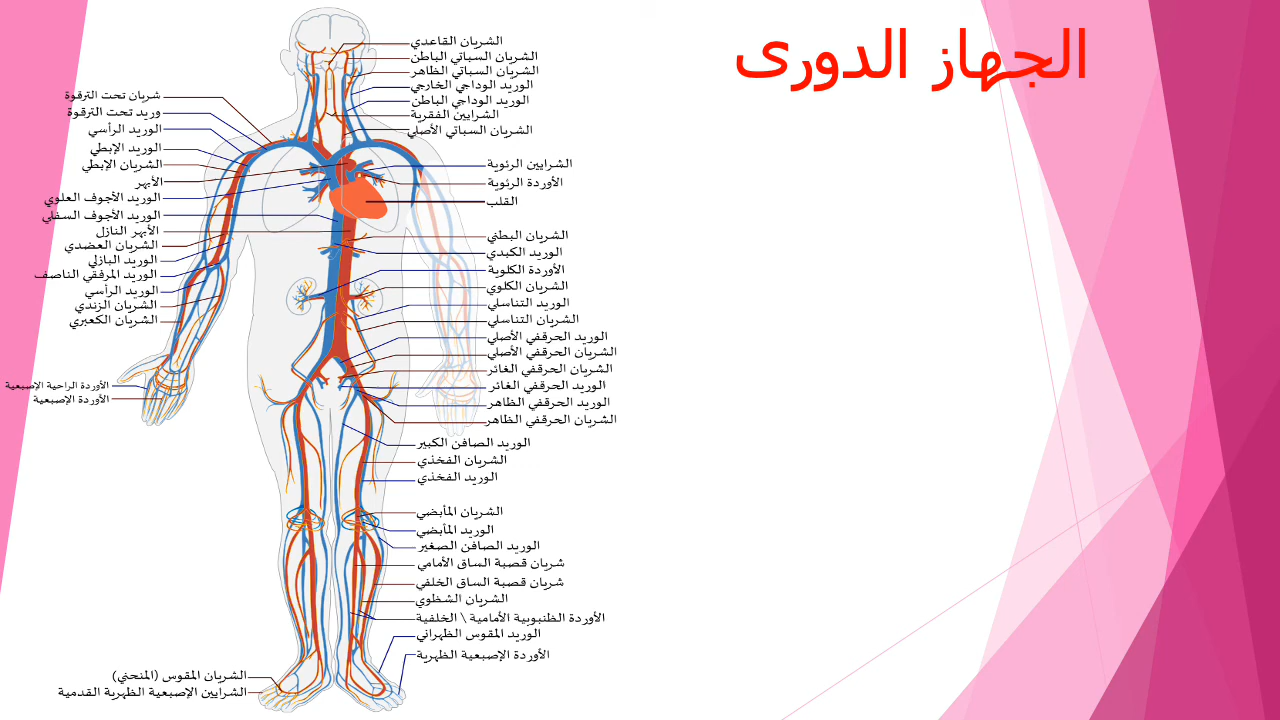 الجهاز الدورى
الشريان القاعدي
الشريان السباتي الباطن
الشريان السباتي الظاهر
الوريد الوداجي الخارجي
الوريد الوداجي الباطن
الشرايين الفقرية
الشريان السباتي الأصلي
الشرايين الرئوية
الأوردة الرئوية
القلب
الشريان البطني
الوريد الكبدي
الأوردة الكلوية
الشريان الكلوي
الوريد التناسلي
الشريان التناسلي
الوريد الحرقفي الأصلي
الشريان الحرقفي الأصلي
الشريان الحرقفي الغائر
الوريد الحرقفي الغائر
الوريد الحرقفي الظاهر
الشريان الحرقفي الظاهر
الوريد الصافن الكبير
الشريان الفخذي
الوريد الفخذي
الشريان المأبضي
الوريد المأبضي
الوريد الصافن الصغير
شريان قصبة الساق الأمامي
شريان قصبة الساق الخلفي
الشريان الشظوي
الأوردة الظنبوبية الأمامية \ الخلفية
الوريد المقوس الظهراني
الأوردة الإصبعية الظهرية
شريان تحت الترقوة
وريد تحت الترقوة
الوريد الرأسي
الوريد الإبطي
الشريان الإبطي
الأبهر
الوريد الأجوف العلوي
الوريد الأجوف السفلي
الأبهر النازل
الشريان العضدي
الوريد البازلي
الوريد المرفقي الناصف
الوريد الرأسي
الشريان الزندي
الشريان الكعبري
الأوردة الراحية الإصبعية
الأوردة الإصبعية
الشريان المقوس (المنحني)
الشرايين الإصبعية الظهرية القدمية